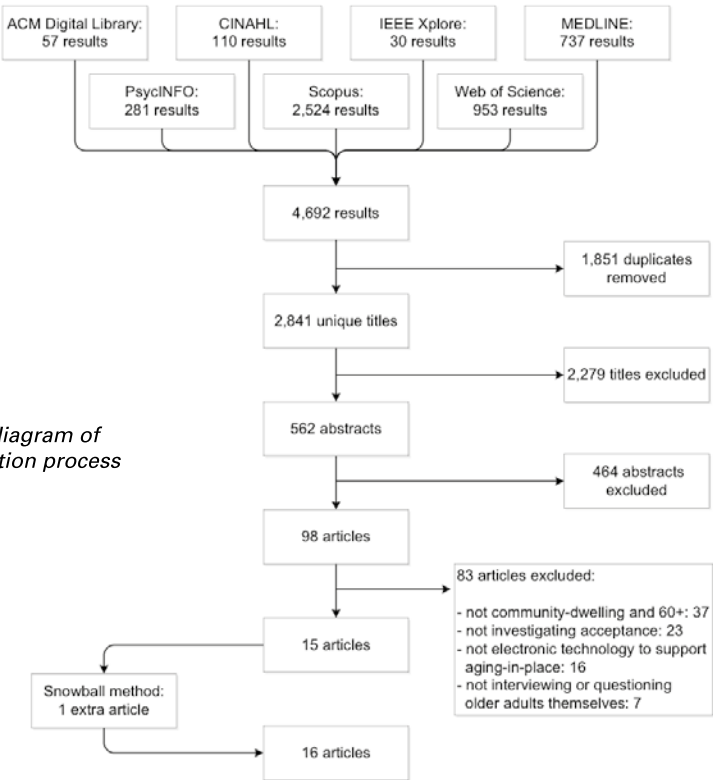 ACM Digital Library:
57 results
CINAHL:
110 results
IEEE Xplore:
30 results
MEDLINE:
737 results
PsycINFO:
281 results
Scopus:
2,524 results
Web of Science:
953 results
4,692 results
1,851 duplicates
removed
2,841 unique titles
2,279 titles excluded
562 abstracts
diagram of
tion process
464 abstracts
excluded
98 articles
83 articles excluded:
- not community-dwelling and 60+: 37
- not investigating acceptance: 23
- not electronic technology to support
aging-in-place: 16
- not interviewing or questioning
older adults themselves: 7
15 articles
Snowball method:
1 extra article
16 articles